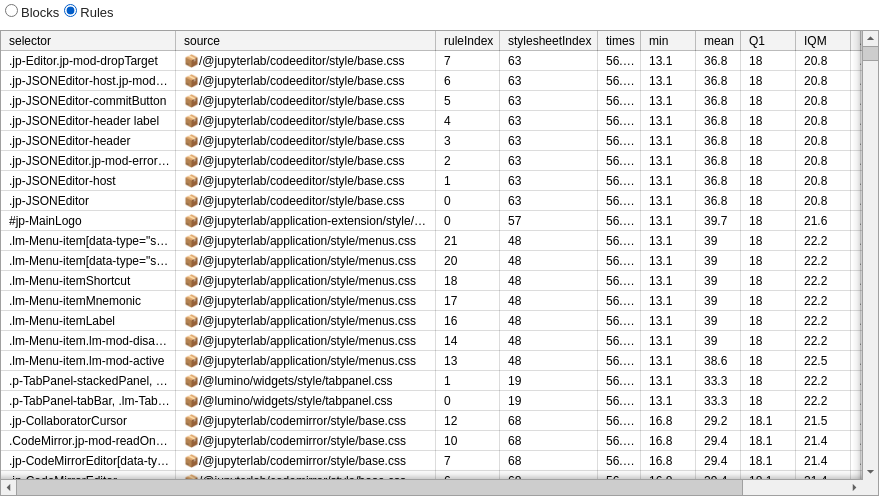 Blocks Rules
selector source ruleIndex stylesheetIndex times min mean Q1 IQM
.jp-Editor.jp-mod-dropTarget 📦/@jupyterlab/codeeditor/style/base.css 7 63 56.… 13.1 36.8 18 20.8
.jp-JSONEditor-host.jp-mod… 📦/@jupyterlab/codeeditor/style/base.css 6 63 56.… 13.1 36.8 18 20.8
.jp-JSONEditor-commitButton 📦/@jupyterlab/codeeditor/style/base.css 5 63 56.… 13.1 36.8 18 20.8
.jp-JSONEditor-header label 📦/@jupyterlab/codeeditor/style/base.css 4 63 56.… 13.1 36.8 18 20.8
.jp-JSONEditor-header 📦/@jupyterlab/codeeditor/style/base.css 3 63 56.… 13.1 36.8 18 20.8
.jp-JSONEditor.jp-mod-error… 📦/@jupyterlab/codeeditor/style/base.css 2 63 56.… 13.1 36.8 18 20.8
.jp-JSONEditor-host 📦/@jupyterlab/codeeditor/style/base.css 1 63 56.… 13.1 36.8 18 20.8
.jp-JSONEditor 📦/@jupyterlab/codeeditor/style/base.css 0 63 56.… 13.1 36.8 18 20.8
#jp-MainLogo 📦/@jupyterlab/application-extension/style/… 0 57 56.… 13.1 39.7 18 21.6
.lm-Menu-item[data-type="s… 📦/@jupyterlab/application/style/menus.css 21 48 56.… 13.1 39 18 22.2
.lm-Menu-item[data-type="s… 📦/@jupyterlab/application/style/menus.css 20 48 56.… 13.1 39 18 22.2
.lm-Menu-itemShortcut 📦/@jupyterlab/application/style/menus.css 18 48 56.… 13.1 39 18 22.2
.lm-Menu-itemMnemonic 📦/@jupyterlab/application/style/menus.css 17 48 56.… 13.1 39 18 22.2
.lm-Menu-itemLabel 📦/@jupyterlab/application/style/menus.css 16 48 56.… 13.1 39 18 22.2
.lm-Menu-item.lm-mod-disa… 📦/@jupyterlab/application/style/menus.css 14 48 56.… 13.1 39 18 22.2
.lm-Menu-item.lm-mod-active 📦/@jupyterlab/application/style/menus.css 13 48 56.… 13.1 38.6 18 22.5
.p-TabPanel-stackedPanel, … 📦/@lumino/widgets/style/tabpanel.css 1 19 56.… 13.1 33.3 18 22.2
.p-TabPanel-tabBar, .lm-Tab… 📦/@lumino/widgets/style/tabpanel.css 0 19 56.… 13.1 33.3 18 22.2
.jp-CollaboratorCursor 📦/@jupyterlab/codemirror/style/base.css 12 68 56.… 16.8 29.2 18.1 21.5
.CodeMirror.jp-mod-readOn… 📦/@jupyterlab/codemirror/style/base.css 10 68 56.… 16.8 29.4 18.1 21.4
.jp-CodeMirrorEditor[data-ty… 📦/@jupyterlab/codemirror/style/base.css 7 68 56.… 16.8 29.4 18.1 21.4